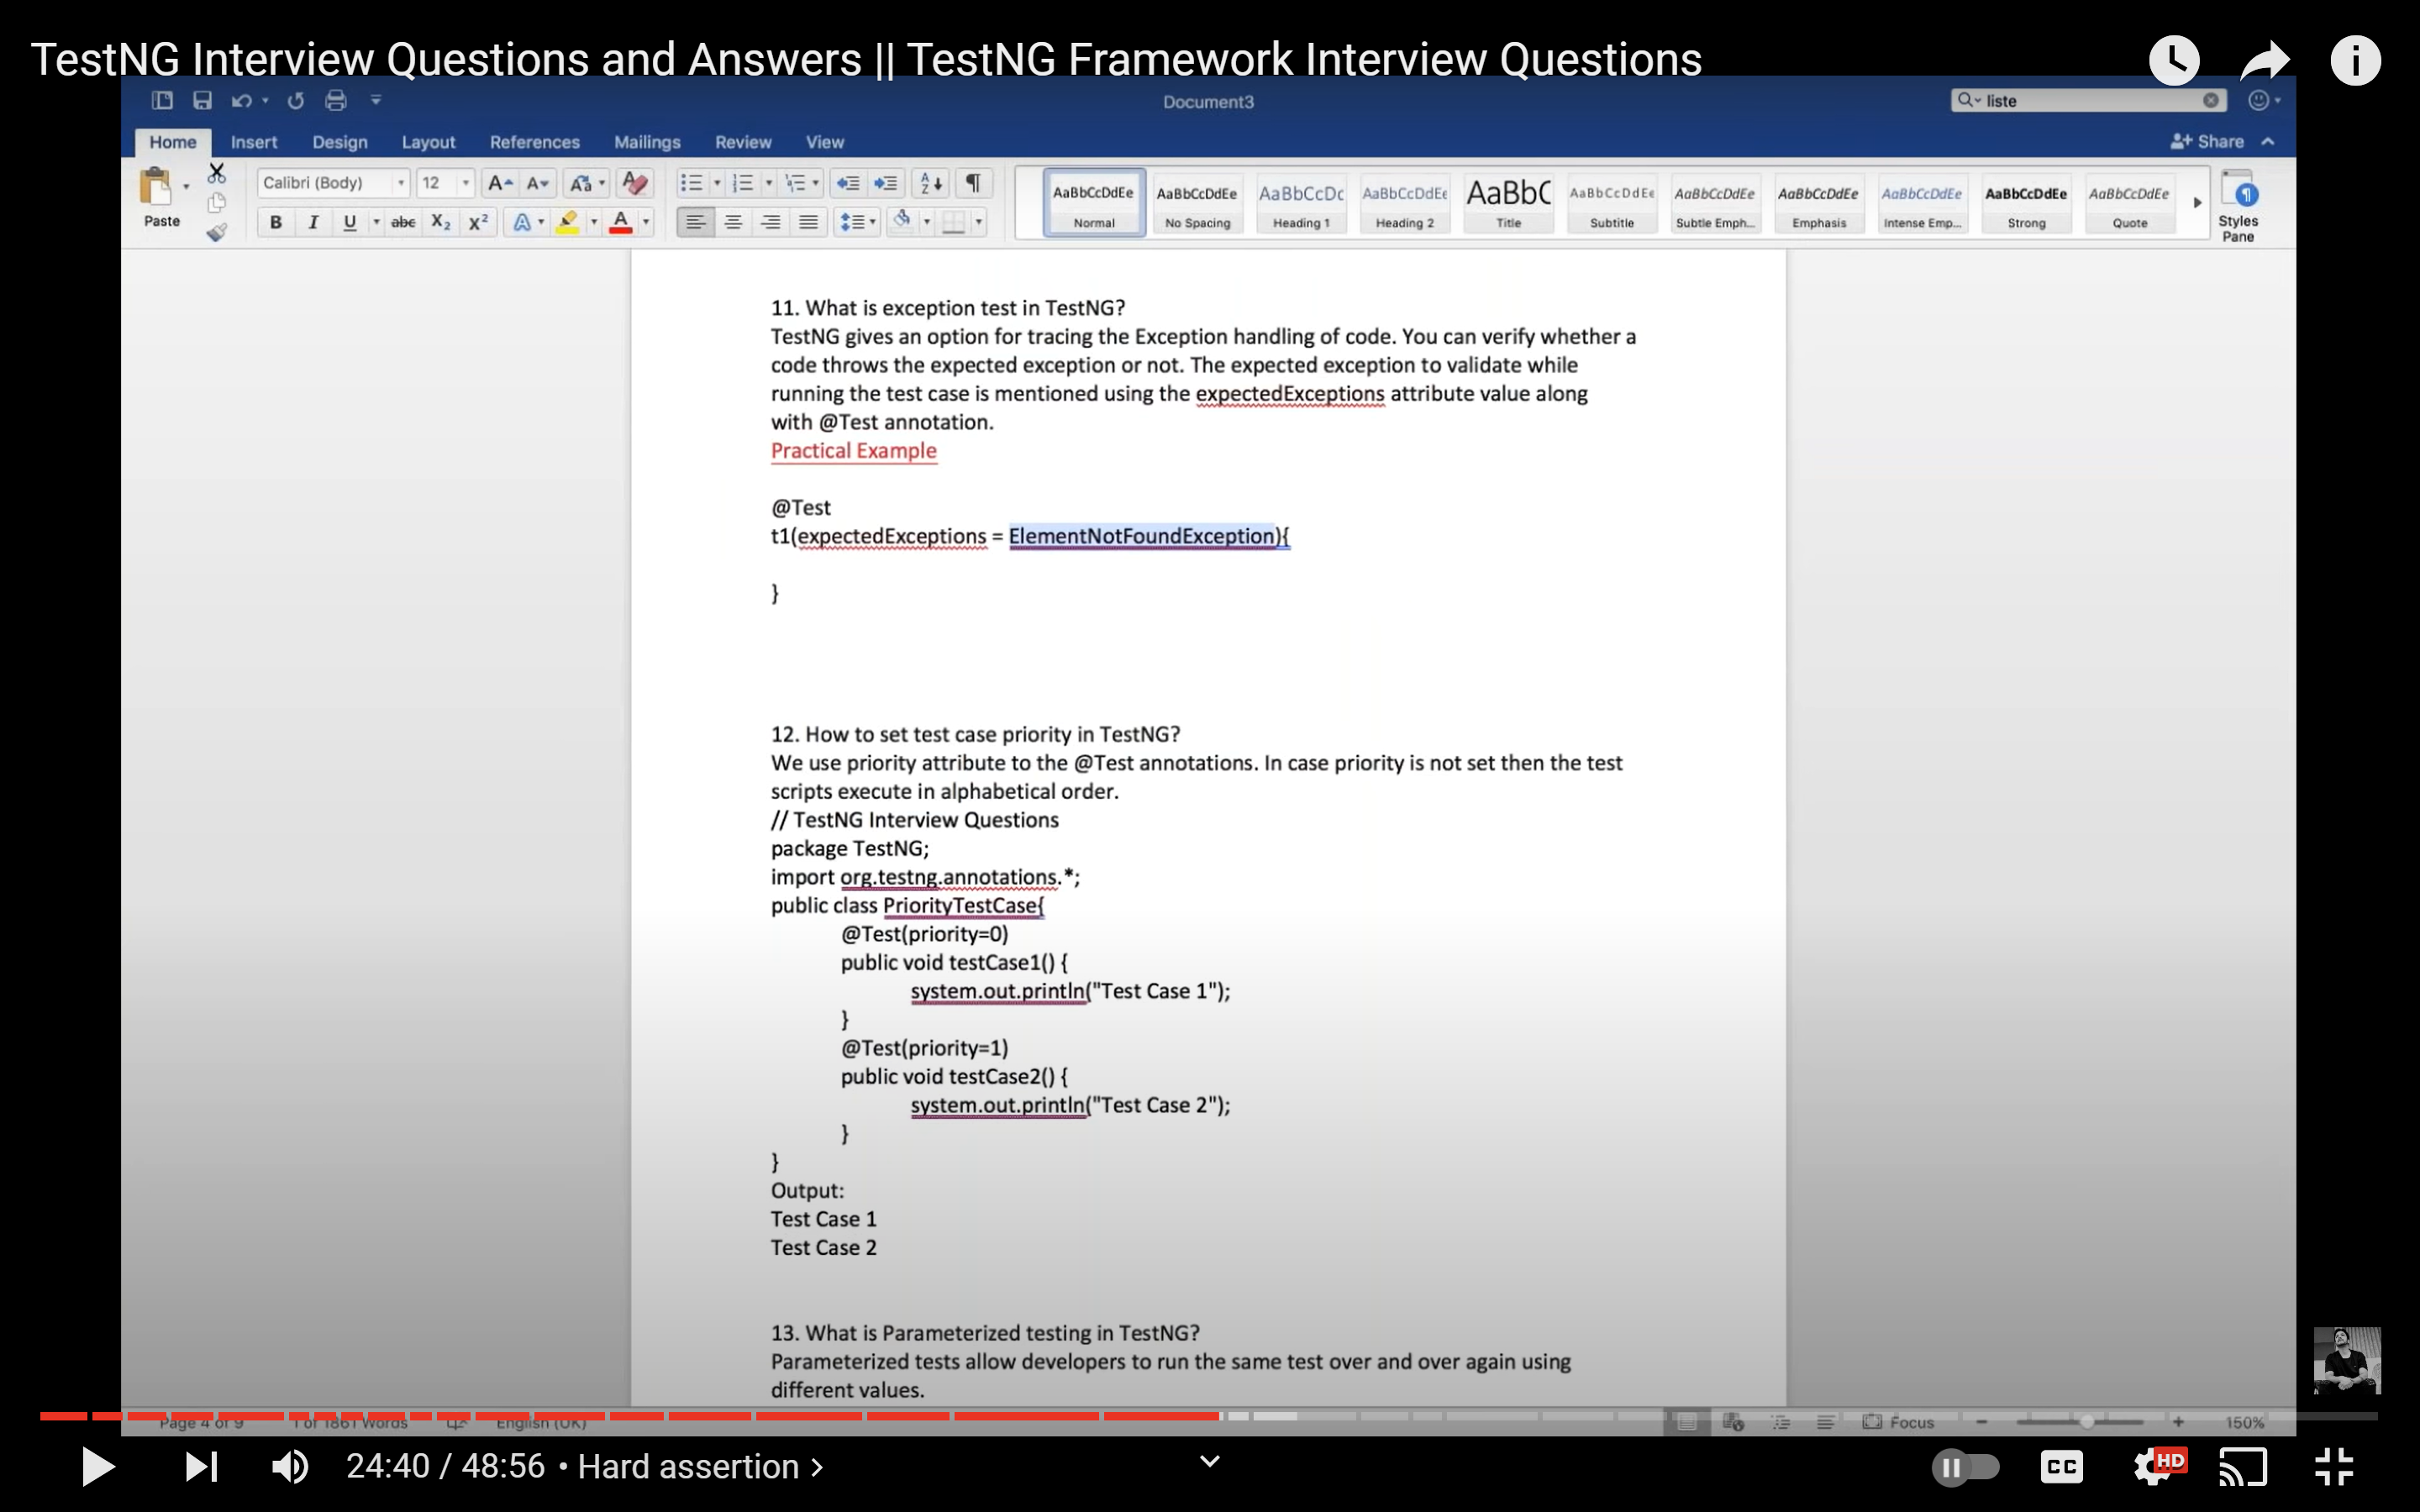 TestNG Interview Questions and Answers || TestNG Framework Interview Questions
Document3
liste
Home Insert Design Layout References Mailings Review View
Share
Paste
Calibri (Body) 12
AaBbCcDdEe AaBbCcDdEe AaBbCcDc AaBbCcDdEe AaBbC AaBbCcDdEe AaBbCcDdEe AaBbCcDdEe AaBbCcDdEe AaBbCcDdEe AaBbCcDdEe
Normal No Spacing Heading 1 Heading 2 Title Subtitle Subtle Emph... Emphasis Intense Emp... Strong Quote
Styles
Pane
11. What is exception test in TestNG?
TestNG gives an option for tracing the Exception handling of code. You can verify whether a
code throws the expected exception or not. The expected exception to validate while
running the test case is mentioned using the expectedExceptions attribute value along
with @Test annotation.
Practical Example
@Test
t1(expectedExceptions = ElementNotFoundException){
}
12. How to set test case priority in TestNG?
We use priority attribute to the @Test annotations. In case priority is not set then the test
scripts execute in alphabetical order.
// TestNG Interview Questions
package TestNG;
import org.testng.annotations.*;
public class PriorityTestCase{
@Test(priority=0)
public void testCase1() {
system.out.println("Test Case 1");
}
@Test(priority=1)
public void testCase2() {
system.out.println("Test Case 2");
}
}
Output:
Test Case 1
Test Case 2
13. What is Parameterized testing in TestNG?
Parameterized tests allow developers to run the same test over and over again using
different values.
Page 4 of 9 1 of 1861 Words English (UK) Focus 150%
24:40 / 48:56 • Hard assertion
CC HD